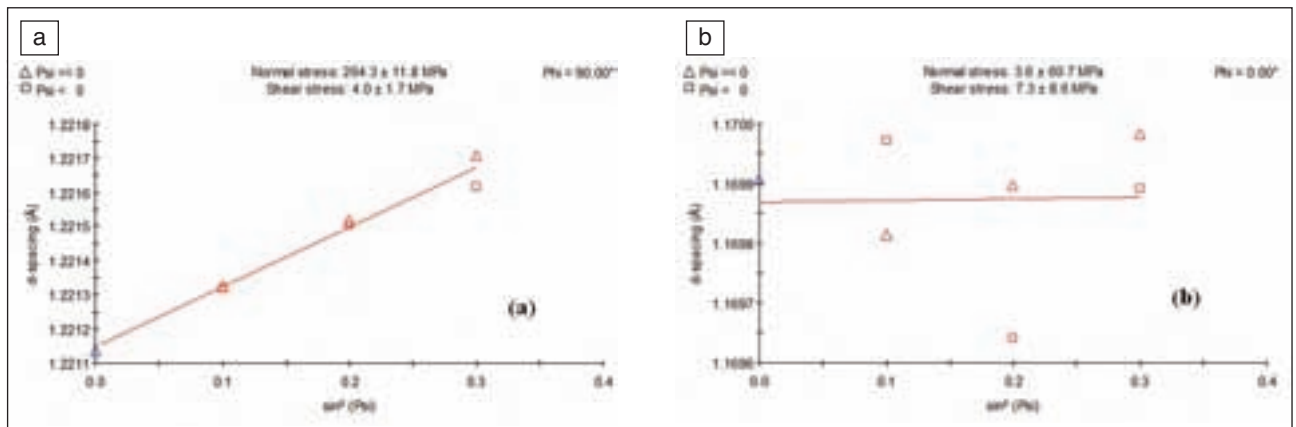 a
△ Psi >= 0
□ Psi < 0
Normal stress: 264.3 ± 11.8 MPa
Shear stress: 4.0 ± 1.7 MPa
Phi = 90.00°
d-spacing (Å)
1.2218
1.2217
1.2216
1.2215
1.2214
1.2213
1.2212
1.2211
0.0 0.1 0.2 0.3 0.4
sin² (Psi)
(a)
b
△ Psi >= 0
□ Psi < 0
Normal stress: 3.6 ± 60.7 MPa
Shear stress: 7.3 ± 8.6 MPa
Phi = 0.00°
d-spacing (Å)
1.1700
1.1699
1.1698
1.1697
1.1696
0.0 0.1 0.2 0.3 0.4
sin² (Psi)
(b)